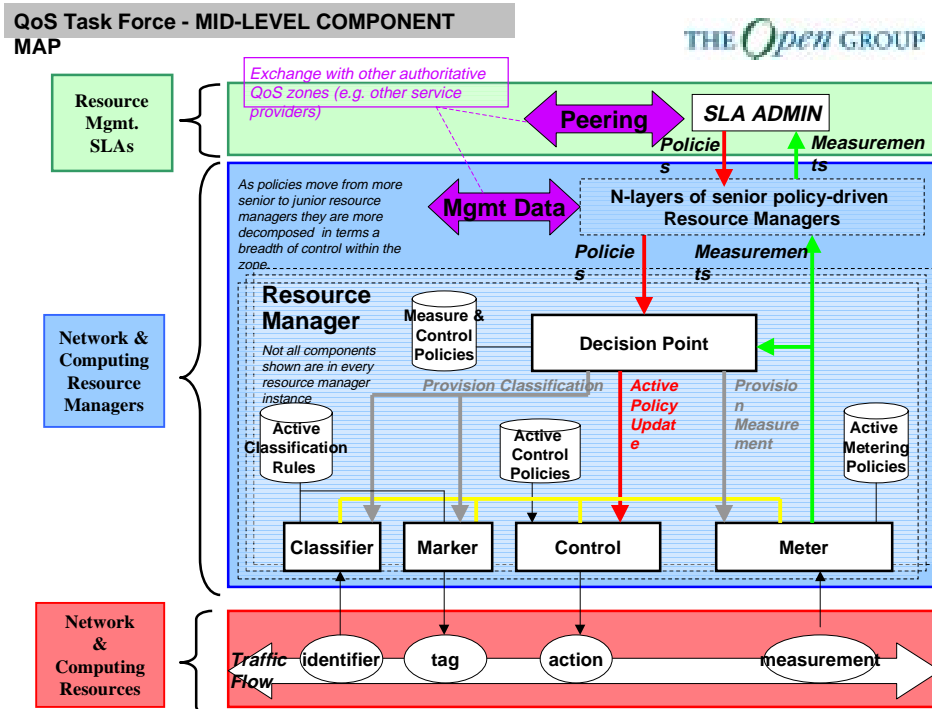 QoS Task Force - MID-LEVEL COMPONENT
MAP
THE Open GROUP
Resource
Mgmt.
SLAs
Exchange with other authoritative
QoS zones (e.g. other service
providers)
Peering
SLA ADMIN
Policie
s
Measuremen
ts
As policies move from more
senior to junior resource
managers they are more
decomposed in terms a
breadth of control within the
zone.
Mgmt Data
N-layers of senior policy-driven
Resource Managers
Policie
s
Measuremen
ts
Network &
Computing
Resource
Managers
Resource
Manager
Not all components
shown are in every
resource manager
instance
Measure &
Control
Policies
Decision Point
Provision Classification
Active
Policy
Updat
e
Provisio
n
Measure
ment
Active
Classification
Rules
Active
Control
Policies
Active
Metering
Policies
Classifier
Marker
Control
Meter
Network
&
Computing
Resources
Traffic
Flow
identifier
tag
action
measurement